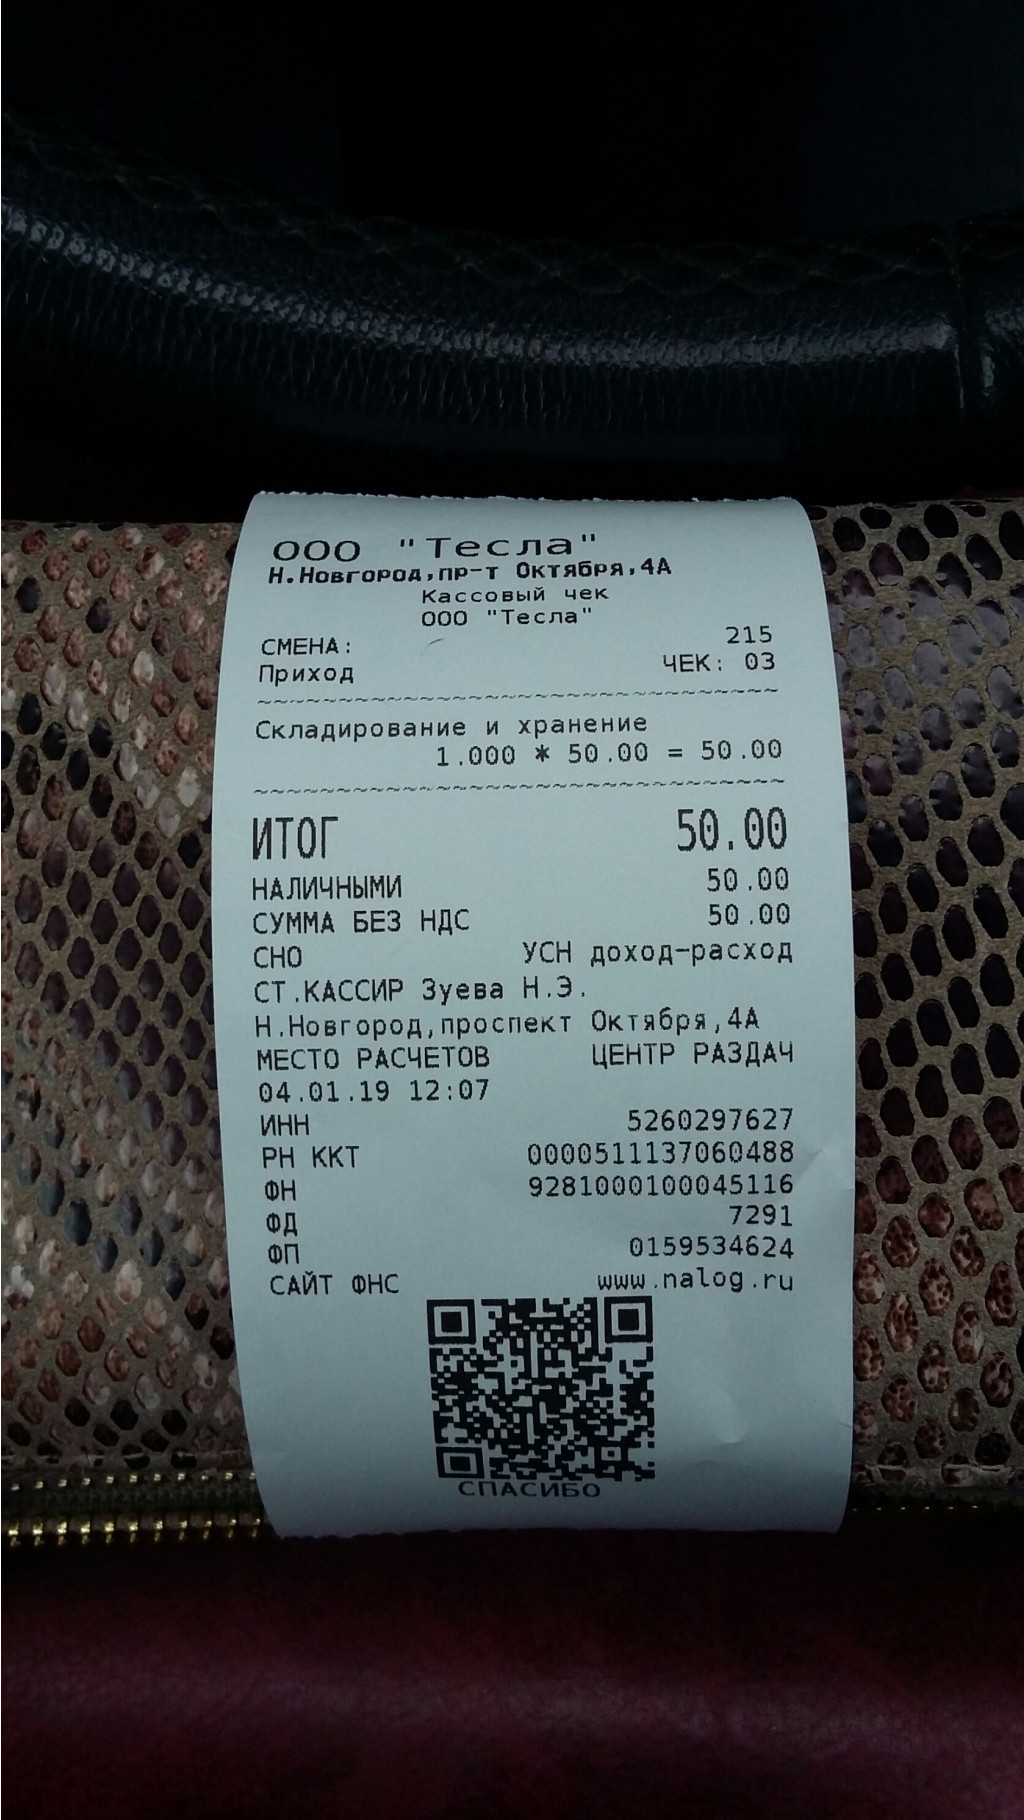 ООО "Тесла"
Н.Новгород,пр-т Октября,4А
Кассовый чек
ООО "Тесла"
СМЕНА: 215
Приход ЧЕК: 03
~~~~~~~~~~~~~~~~~~~~~~~~~~~~~~~~
Складирование и хранение
1.000 * 50.00 = 50.00
~~~~~~~~~~~~~~~~~~~~~~~~~~~~~~~~
ИТОГ 50.00
НАЛИЧНЫМИ 50.00
СУММА БЕЗ НДС 50.00
СНО УСН доход-расход
СТ.КАССИР Зуева Н.Э.
Н.Новгород,проспект Октября,4А
МЕСТО РАСЧЕТОВ ЦЕНТР РАЗДАЧ
04.01.19 12:07
ИНН 5260297627
РН ККТ 0000511137060488
ФН 9281000100045116
ФД 7291
ФП 0159534624
САЙТ ФНС www.nalog.ru
СПАСИБО